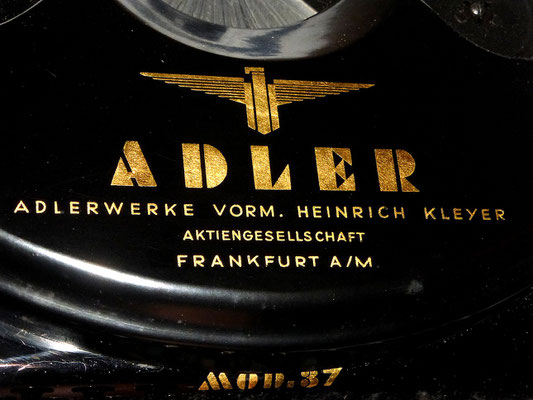 ADLER
ADLERWERKE VORM. HEINRICH KLEYER
AKTIENGESELLSCHAFT
FRANKFURT A/M
MOD. 37